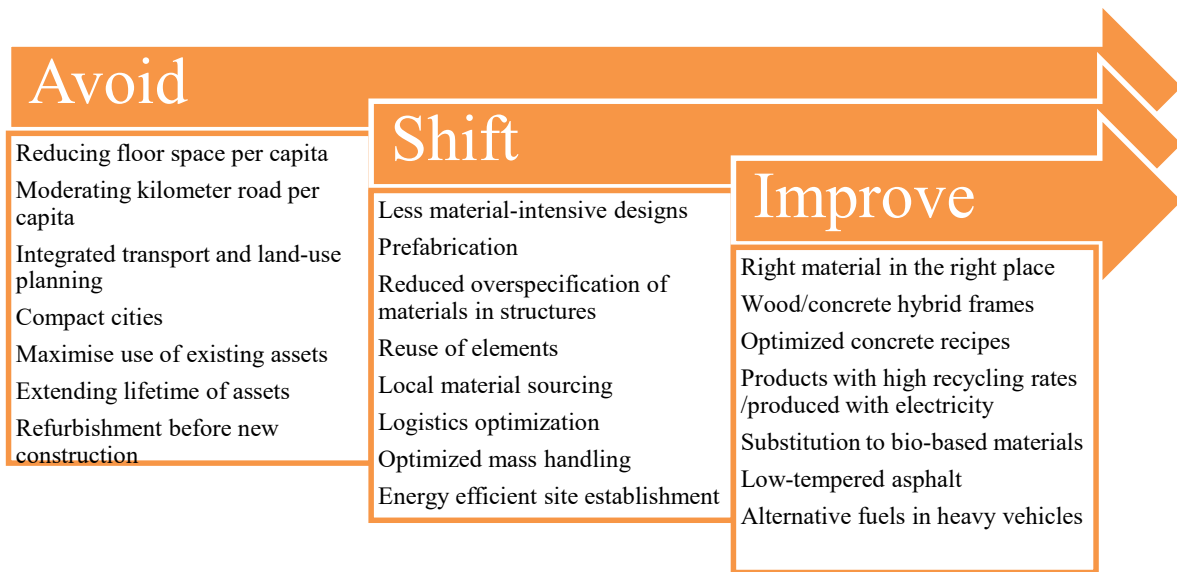 Avoid
Reducing floor space per capita
Moderating kilometer road per
capita
Integrated transport and land-use
planning
Compact cities
Maximise use of existing assets
Extending lifetime of assets
Refurbishment before new
construction
Shift
Less material-intensive designs
Prefabrication
Reduced overspecification of
materials in structures
Reuse of elements
Local material sourcing
Logistics optimization
Optimized mass handling
Energy efficient site establishment
Improve
Right material in the right place
Wood/concrete hybrid frames
Optimized concrete recipes
Products with high recycling rates
/produced with electricity
Substitution to bio-based materials
Low-tempered asphalt
Alternative fuels in heavy vehicles